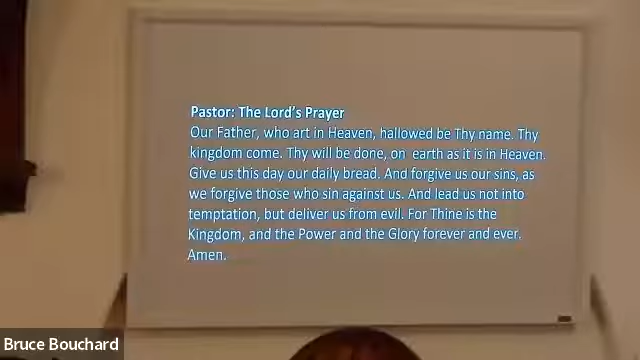 Pastor: The Lord's Prayer
Our Father, who art in Heaven, hallowed be Thy name. Thy
kingdom come. Thy will be done, on earth as it is in Heaven.
Give us this day our daily bread. And forgive us our sins, as
we forgive those who sin against us. And lead us not into
temptation, but deliver us from evil. For Thine is the
Kingdom, and the Power and the Glory forever and ever.
Amen.
Bruce Bouchard